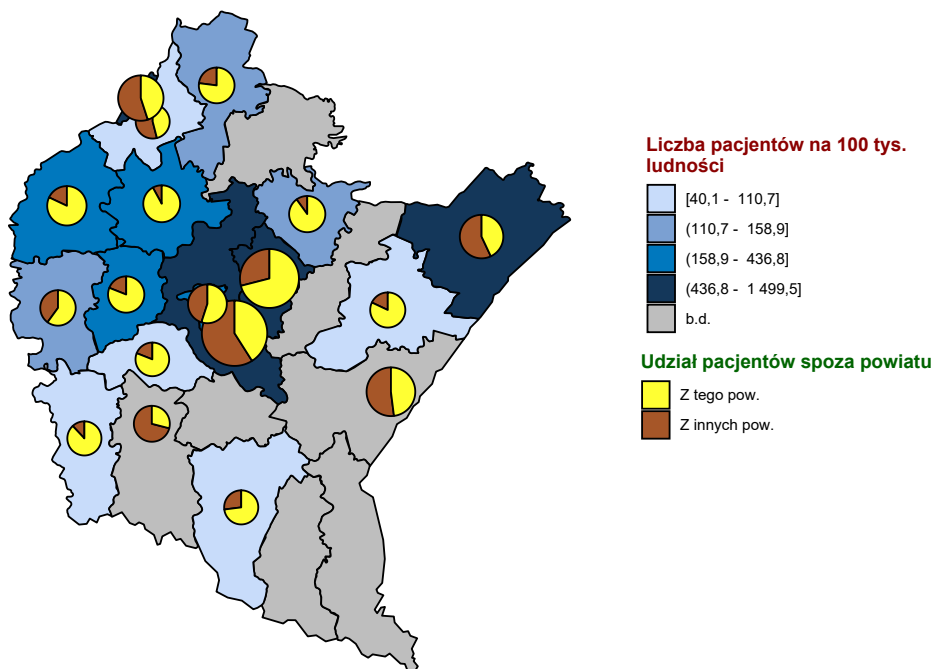 Liczba pacjentów na 100 tys.
ludności
[40,1 - 110,7]
(110,7 - 158,9]
(158,9 - 436,8]
(436,8 - 1 499,5]
b.d.
Udział pacjentów spoza powiatu
Z tego pow.
Z innych pow.